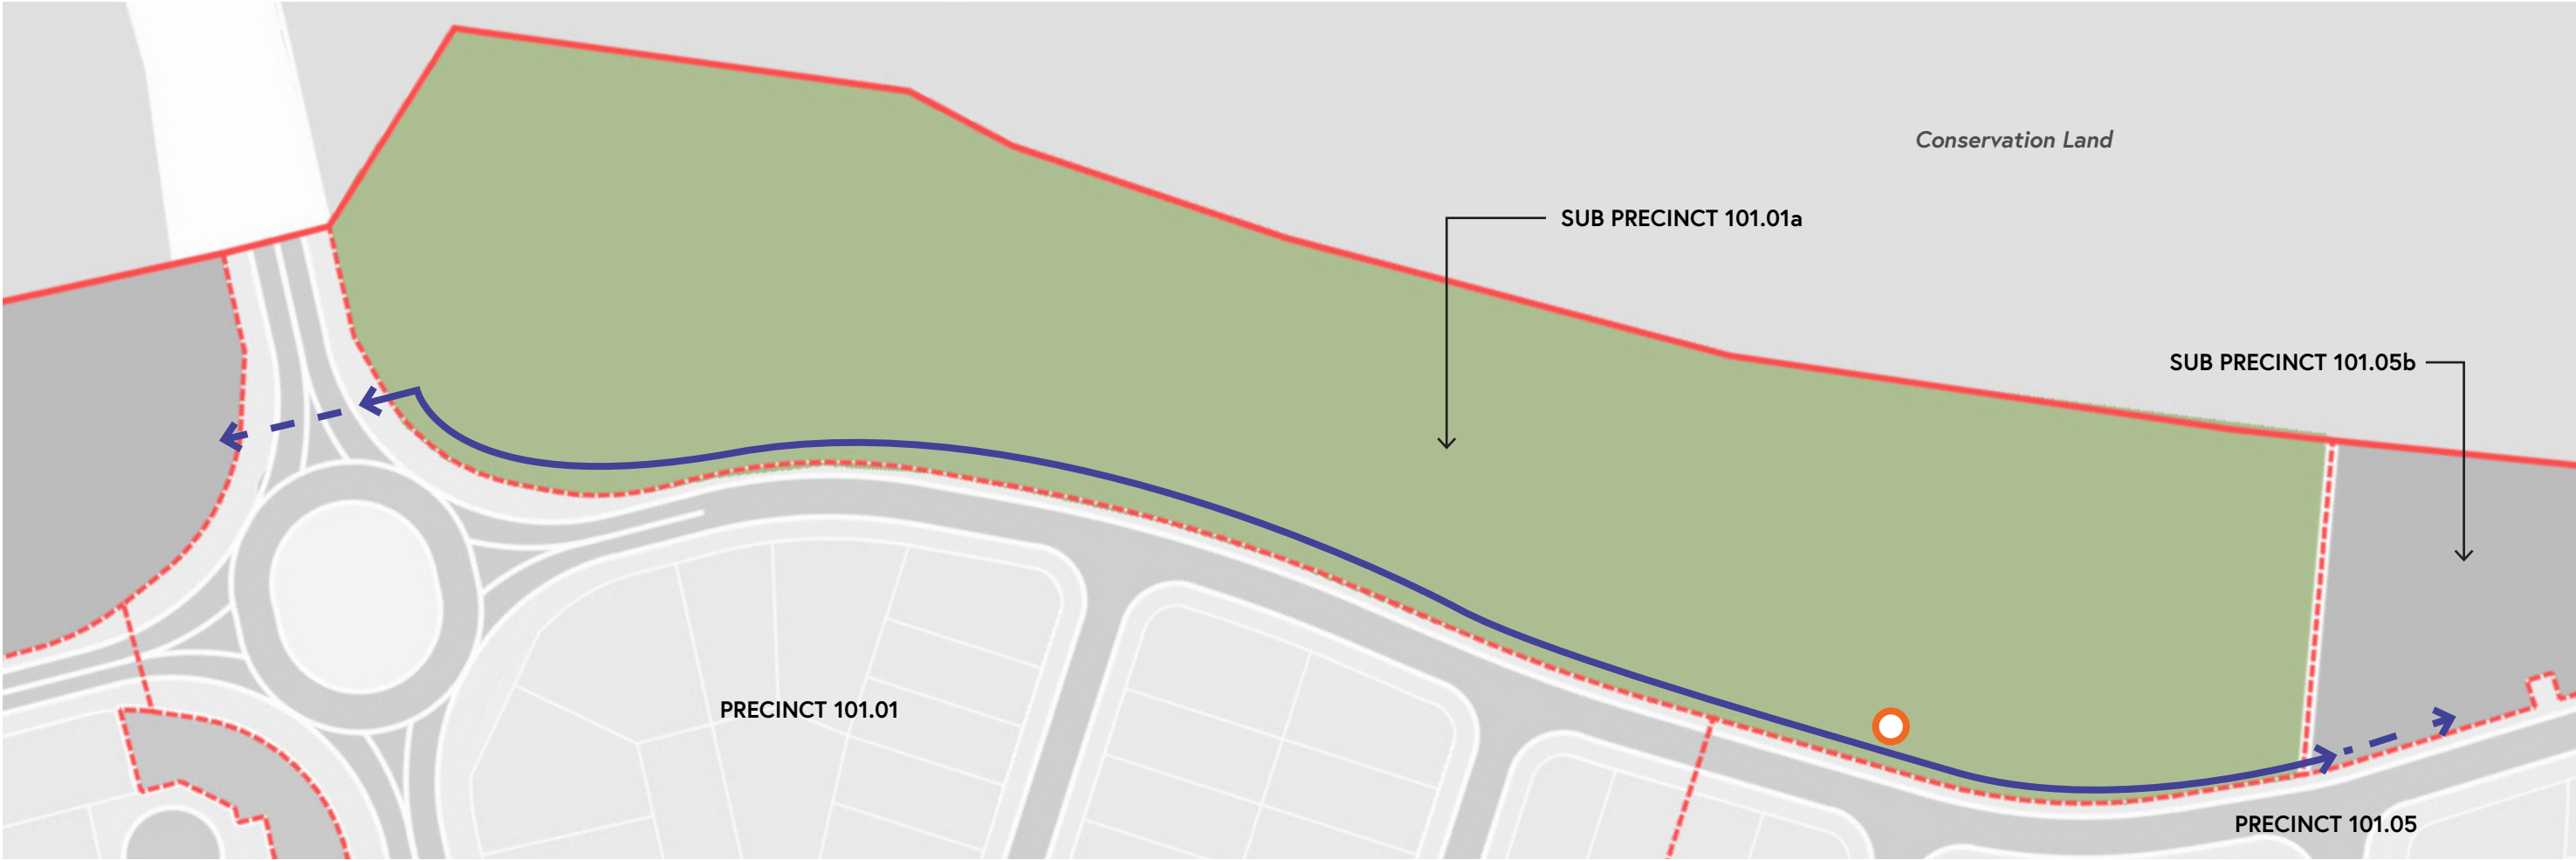 Conservation Land
SUB PRECINCT 101.01a
SUB PRECINCT 101.05b
PRECINCT 101.01
PRECINCT 101.05